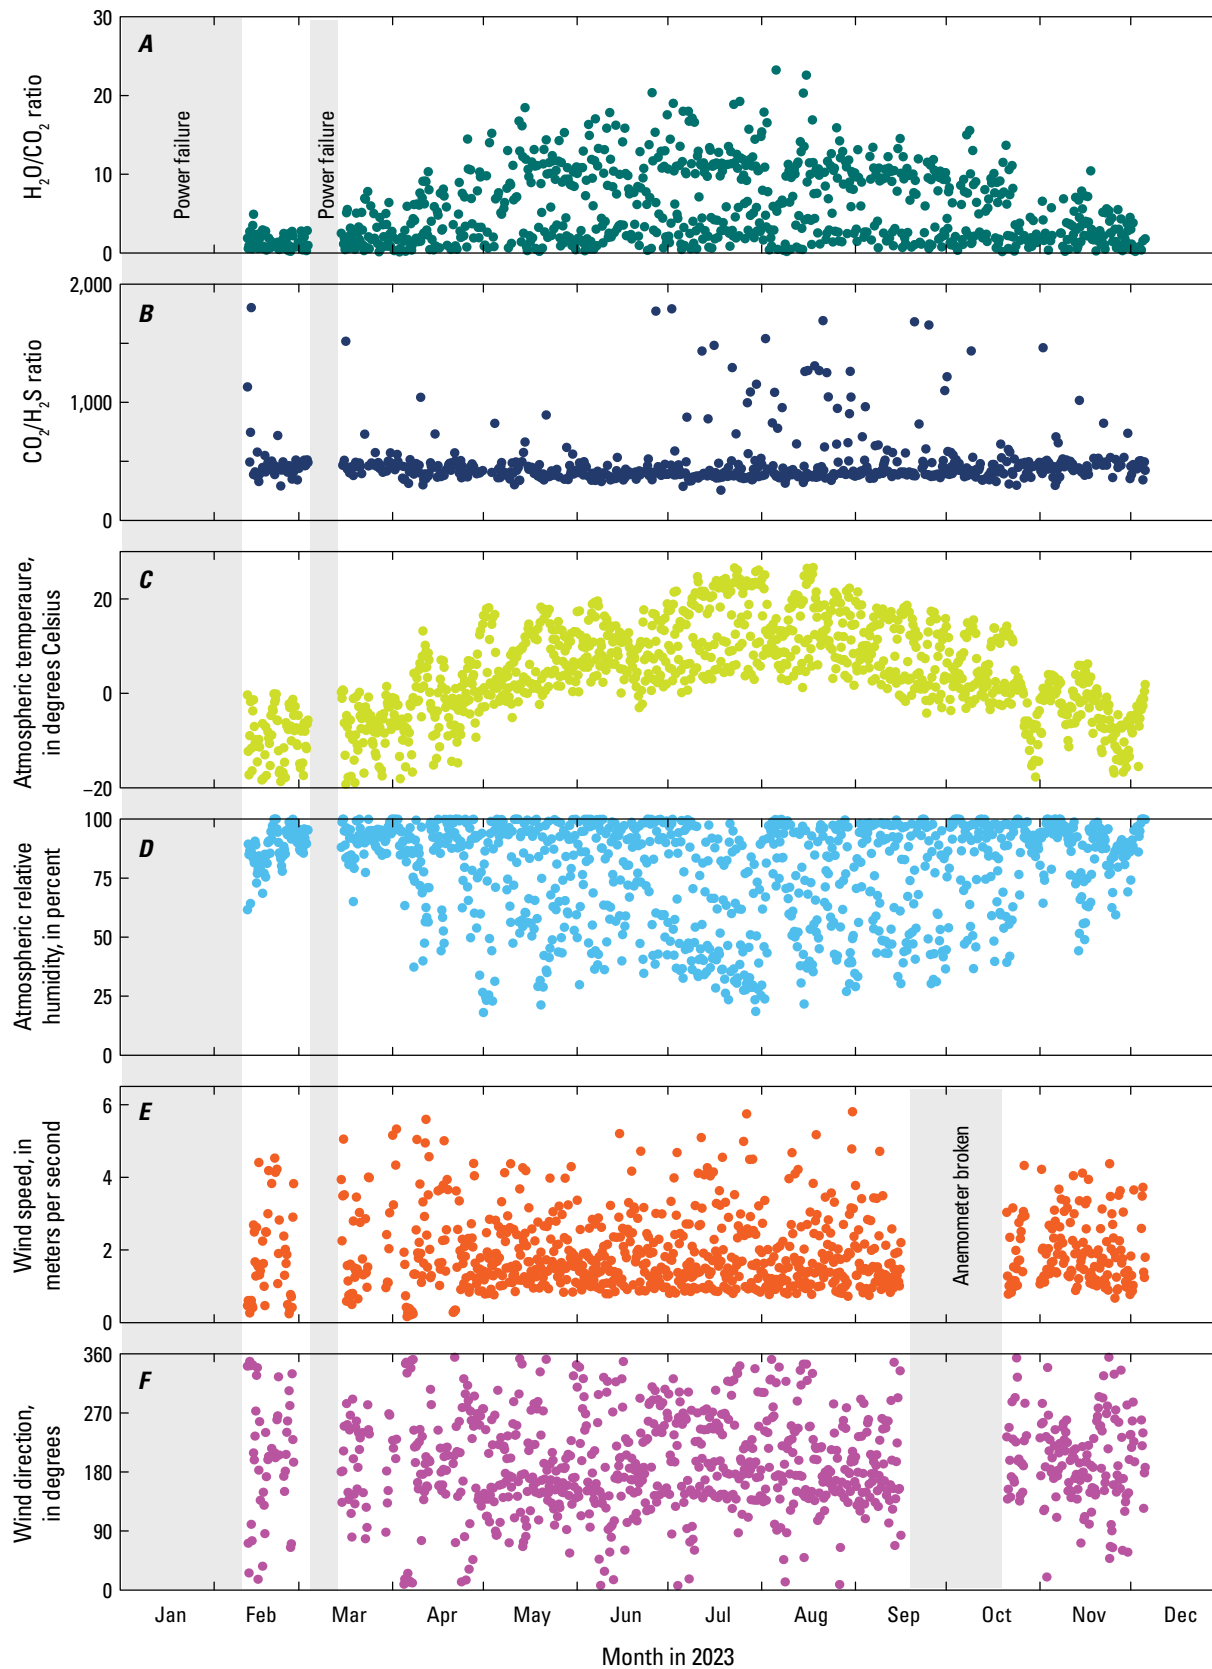 A
30
20
10
0
H₂O/CO₂ ratio
Power failure
Power failure
B
2,000
1,000
0
CO₂/H₂S ratio
C
20
0
−20
Atmospheric temperaure,
in degrees Celsius
D
100
75
50
25
0
Atmospheric relative
humidity, in percent
E
6
4
2
0
Wind speed, in
meters per second
Anemometer broken
F
360
270
180
90
0
Wind direction,
in degrees
Jan Feb Mar Apr May Jun Jul Aug Sep Oct Nov Dec
Month in 2023